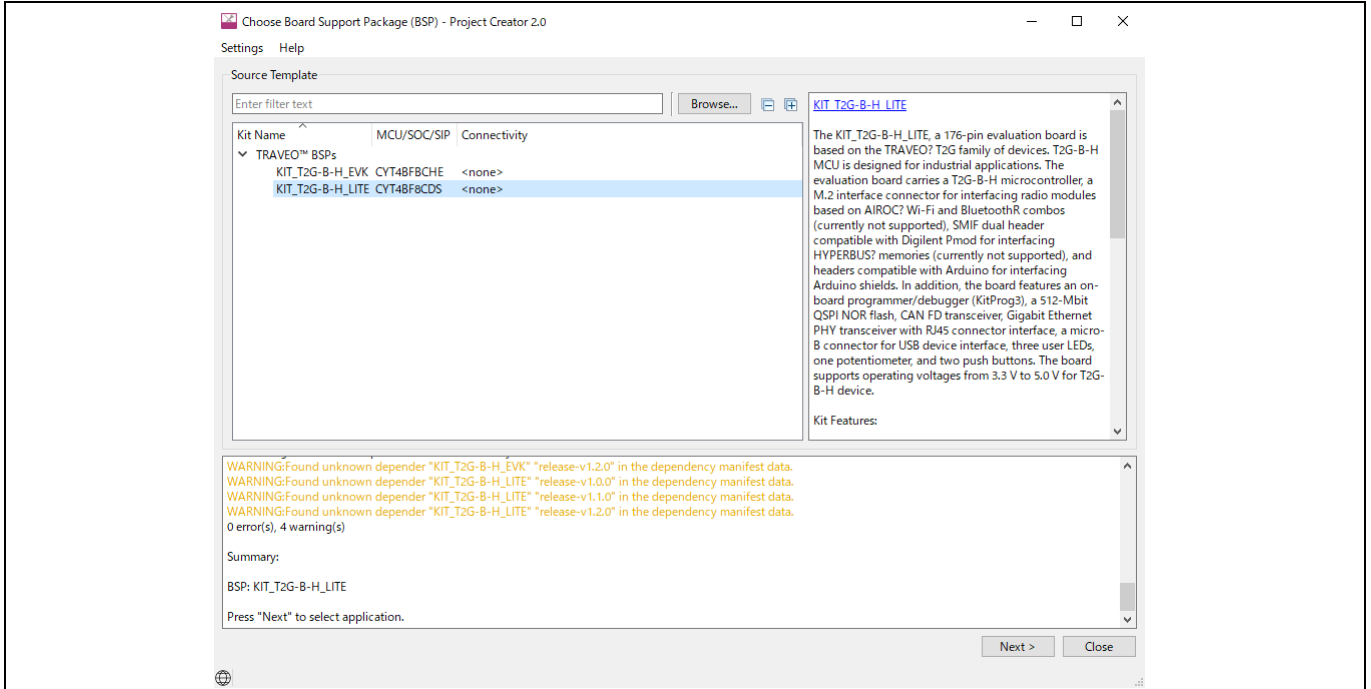 Choose Board Support Package (BSP) - Project Creator 2.0
Settings Help
Source Template
Enter filter text
Browse...
Kit Name MCU/SOC/SIP Connectivity
TRAVEO™ BSPs
KIT_T2G-B-H_EVK CYT4BFBCHE <none>
KIT_T2G-B-H_LITE CYT4BF8CDS <none>
KIT_T2G-B-H_LITE
The KIT_T2G-B-H_LITE, a 176-pin evaluation board is
based on the TRAVEO? T2G family of devices. T2G-B-H
MCU is designed for industrial applications. The
evaluation board carries a T2G-B-H microcontroller, a
M.2 interface connector for interfacing radio modules
based on AIROC? Wi-Fi and BluetoothR combos
(currently not supported), SMIF dual header
compatible with Digilent Pmod for interfacing
HYPERBUS? memories (currently not supported), and
headers compatible with Arduino for interfacing
Arduino shields. In addition, the board features an on-
board programmer/debugger (KitProg3), a 512-Mbit
QSPI NOR flash, CAN FD transceiver, Gigabit Ethernet
PHY transceiver with RJ45 connector interface, a micro-
B connector for USB device interface, three user LEDs,
one potentiometer, and two push buttons. The board
supports operating voltages from 3.3 V to 5.0 V for T2G-
B-H device.
Kit Features:
WARNING:Found unknown depender "KIT_T2G-B-H_EVK" "release-v1.2.0" in the dependency manifest data.
WARNING:Found unknown depender "KIT_T2G-B-H_LITE" "release-v1.0.0" in the dependency manifest data.
WARNING:Found unknown depender "KIT_T2G-B-H_LITE" "release-v1.1.0" in the dependency manifest data.
WARNING:Found unknown depender "KIT_T2G-B-H_LITE" "release-v1.2.0" in the dependency manifest data.
0 error(s), 4 warning(s)
Summary:
BSP: KIT_T2G-B-H_LITE
Press "Next" to select application.
Next > Close